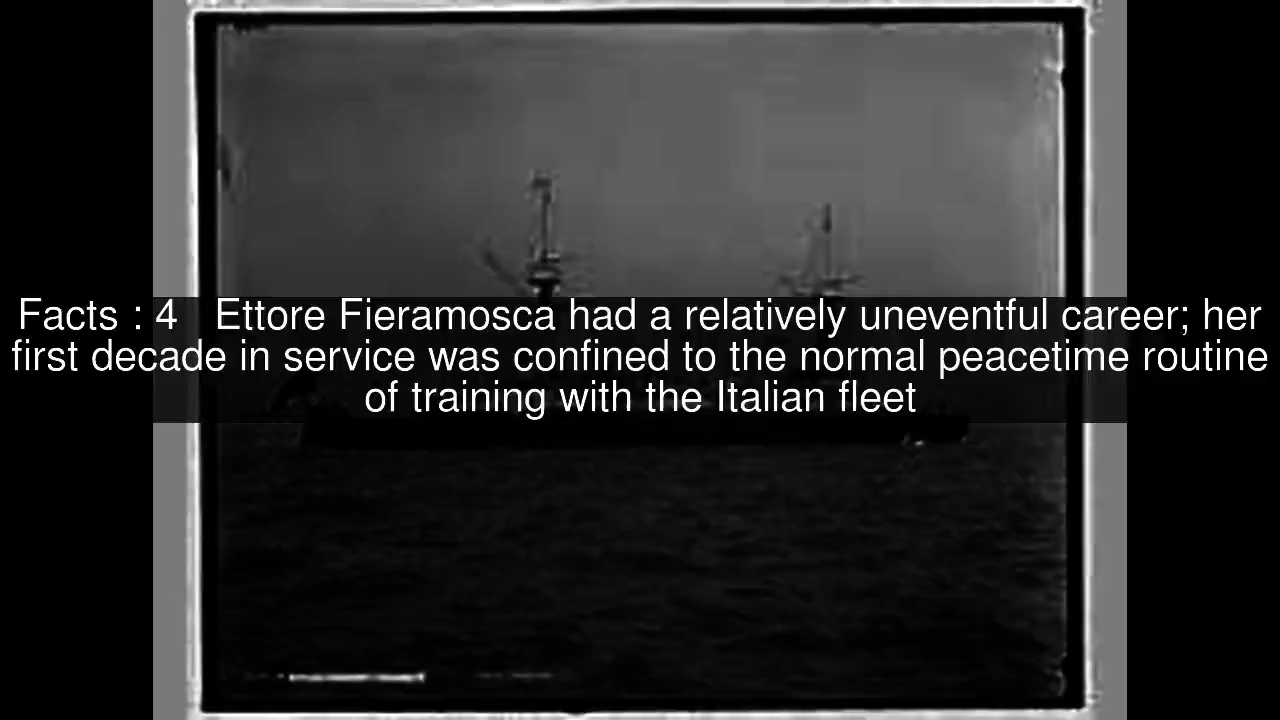 Facts : 4   Ettore Fieramosca had a relatively uneventful career; her
first decade in service was confined to the normal peacetime routine
of training with the Italian fleet